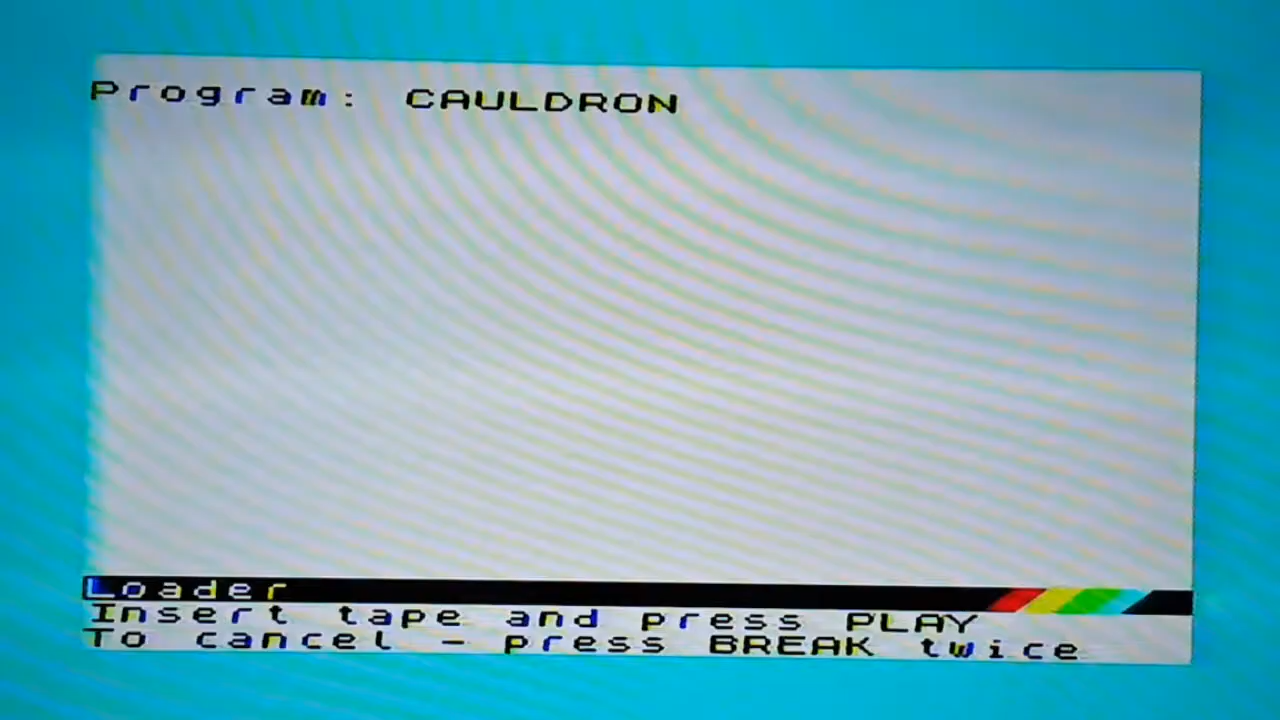 Program: CAULDRON
Loader
Insert tape and press PLAY
To cancel - press BREAK twice